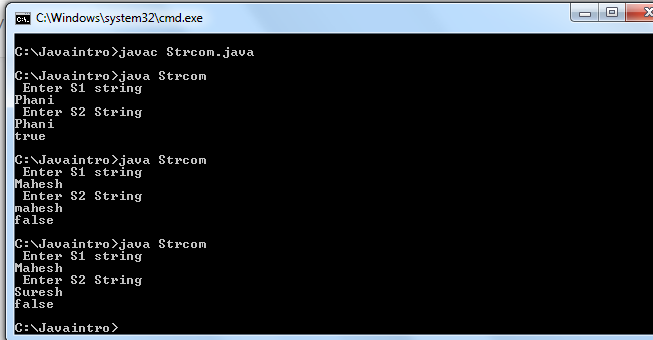 C:\Windows\system32\cmd.exe
C:\Javaintro>javac Strcom.java
C:\Javaintro>java Strcom
Enter S1 string
Phani
Enter S2 String
Phani
true
C:\Javaintro>java Strcom
Enter S1 string
Mahesh
Enter S2 String
mahesh
false
C:\Javaintro>java Strcom
Enter S1 string
Mahesh
Enter S2 String
Suresh
false
C:\Javaintro>